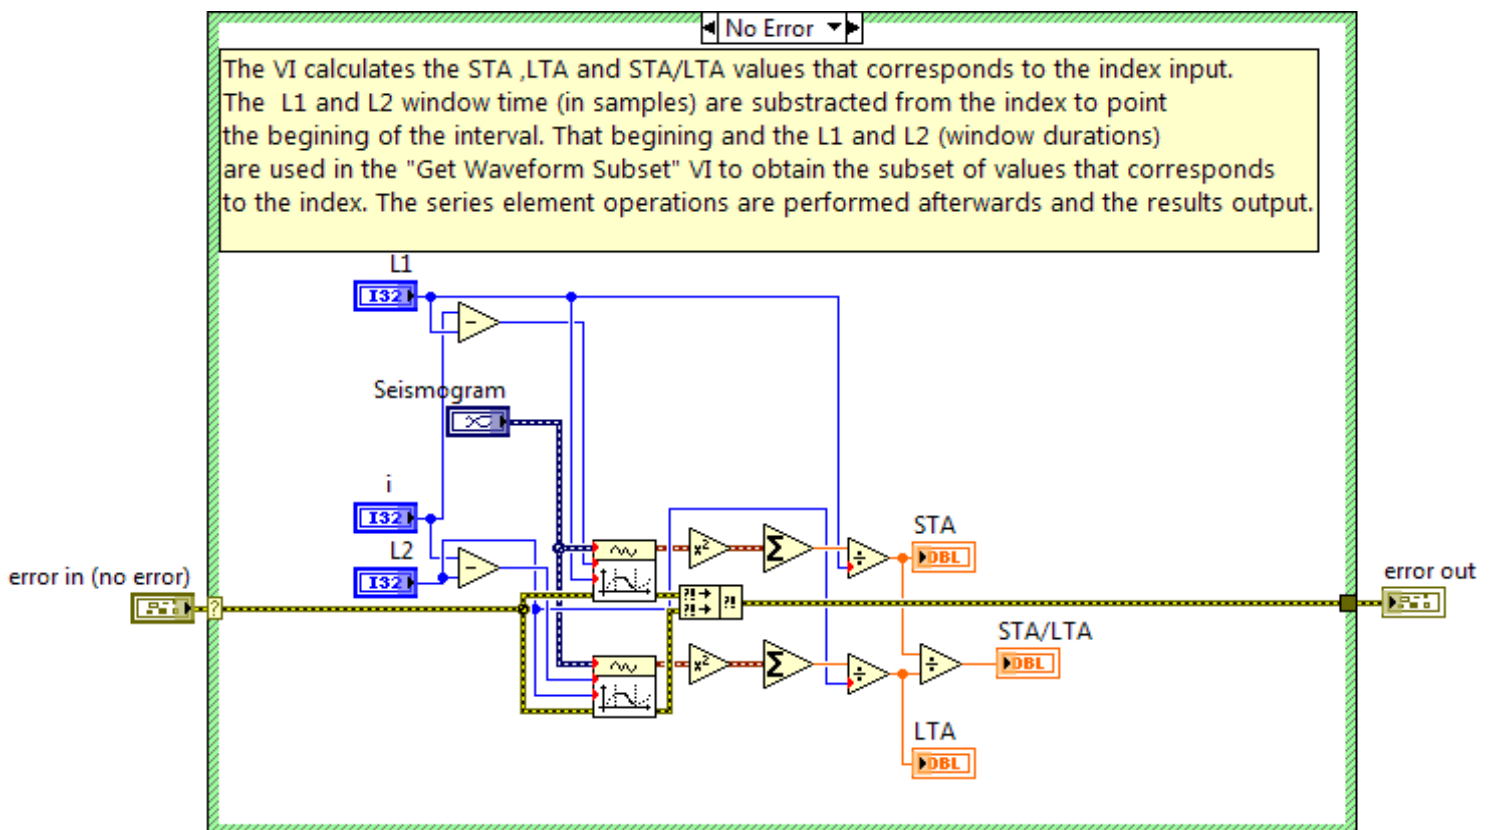 No Error
The VI calculates the STA ,LTA and STA/LTA values that corresponds to the index input.
The  L1 and L2 window time (in samples) are substracted from the index to point
the begining of the interval. That begining and the L1 and L2 (window durations)
are used in the "Get Waveform Subset" VI to obtain the subset of values that corresponds
to the index. The series element operations are performed afterwards and the results output.
L1
I32
-
Seismogram
i
I32
L2
I32
-
error in (no error)
?
x²
Σ
÷
STA
DBL
?!
?!
?!
error out
x²
Σ
÷
÷
STA/LTA
DBL
LTA
DBL